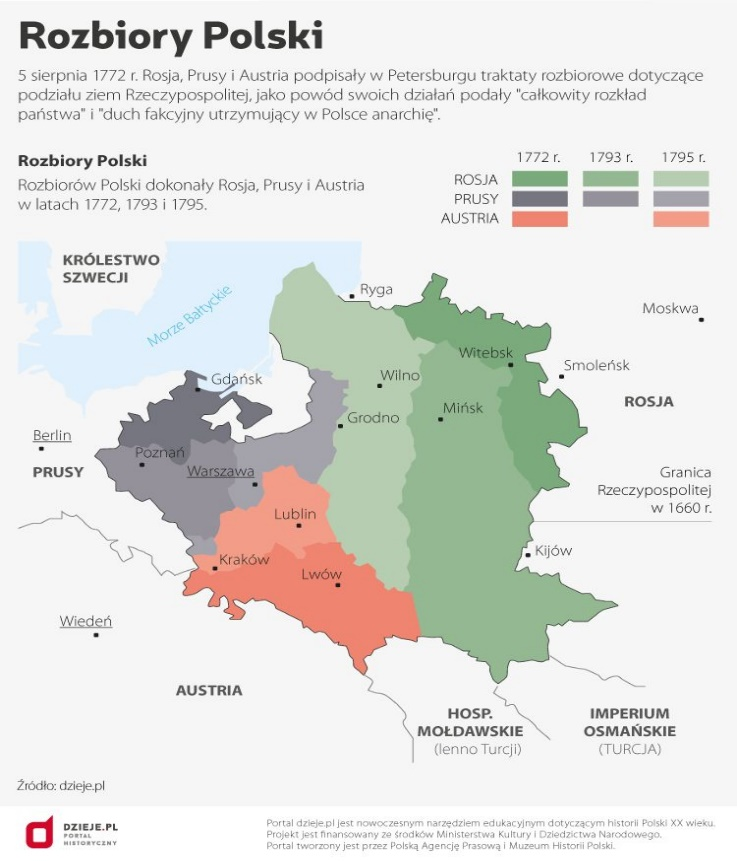 Rozbiory Polski
5 sierpnia 1772 r. Rosja, Prusy i Austria podpisały w Petersburgu traktaty rozbiorowe dotyczące
podziału ziem Rzeczypospolitej, jako powód swoich działań podały "całkowity rozkład
państwa" i "duch fakcyjny utrzymujący w Polsce anarchię".
Rozbiory Polski
Rozbiorów Polski dokonały Rosja, Prusy i Austria
w latach 1772, 1793 i 1795.
1772 r. 1793 r. 1795 r.
ROSJA
PRUSY
AUSTRIA
KRÓLESTWO
SZWECJI
Morze Bałtyckie
Ryga
Moskwa
Witebsk
Smoleńsk
Wilno
Gdańsk
ROSJA
Mińsk
Grodno
Berlin
Poznań
PRUSY
Warszawa
Granica
Rzeczypospolitej
w 1660 r.
Lublin
Kijów
Kraków
Lwów
Wiedeń
AUSTRIA
HOSP.
MOŁDAWSKIE
(lenno Turcji)
IMPERIUM
OSMAŃSKIE
(TURCJA)
Źródło: dzieje.pl
DZIEJE.PL
PORTAL
HISTORYCZNY
Portal dzieje.pl jest nowoczesnym narzędziem edukacyjnym dotyczącym historii Polski XX wieku.
Projekt jest finansowany ze środków Ministerstwa Kultury i Dziedzictwa Narodowego.
Portal tworzony jest przez Polską Agencję Prasową i Muzeum Historii Polski.